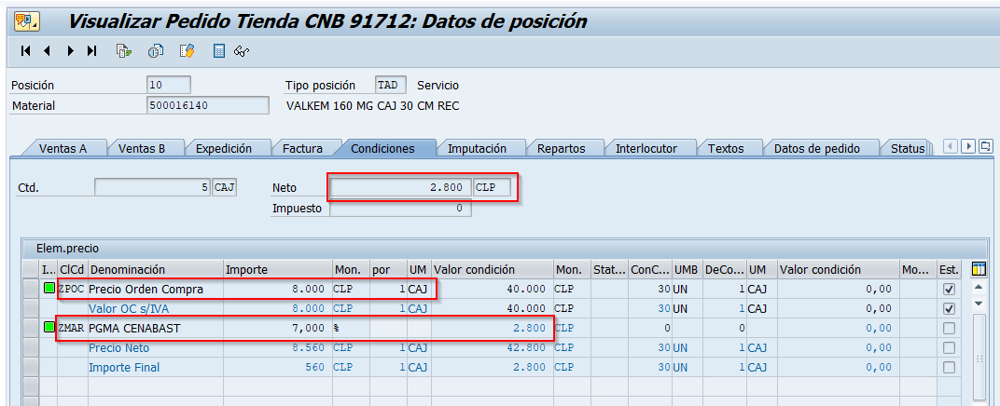 Visualizar Pedido Tienda CNB 91712: Datos de posición
Posición 10 Tipo posición TAD Servicio
Material 500016140 VALKEM 160 MG CAJ 30 CM REC
Ventas A Ventas B Expedición Factura Condiciones Imputación Repartos Interlocutor Textos Datos de pedido Status
Ctd. 5 CAJ Neto 2.800 CLP
Impuesto 0
Elem.precio
I... ClCd Denominación Importe Mon. por UM Valor condición Mon. Stat... ConC... UMB DeCo... UM Valor condición Mo... Est.
ZPOC Precio Orden Compra 8.000 CLP 1 CAJ 40.000 CLP 30 UN 1 CAJ 0,00
Valor OC s/IVA 8.000 CLP 1 CAJ 40.000 CLP 30 UN 1 CAJ 0,00
ZMAR PGMA CENABAST 7,000 % 2.800 CLP 0 0 0,00
Precio Neto 8.560 CLP 1 CAJ 42.800 CLP 30 UN 1 CAJ 0,00
Importe Final 560 CLP 1 CAJ 2.800 CLP 30 UN 1 CAJ 0,00